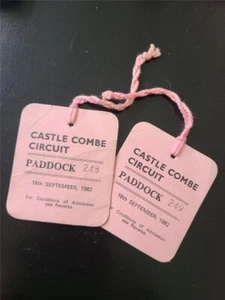 CASTLE COMBE
CIRCUIT
PADDOCK 248
18th SEPTEMBER, 1982
For Conditions of Admission
see Reverse.
CASTLE COMBE
CIRCUIT
PADDOCK 249
18th SEPTEMBER, 1982
For Conditions of Admission
see Reverse.